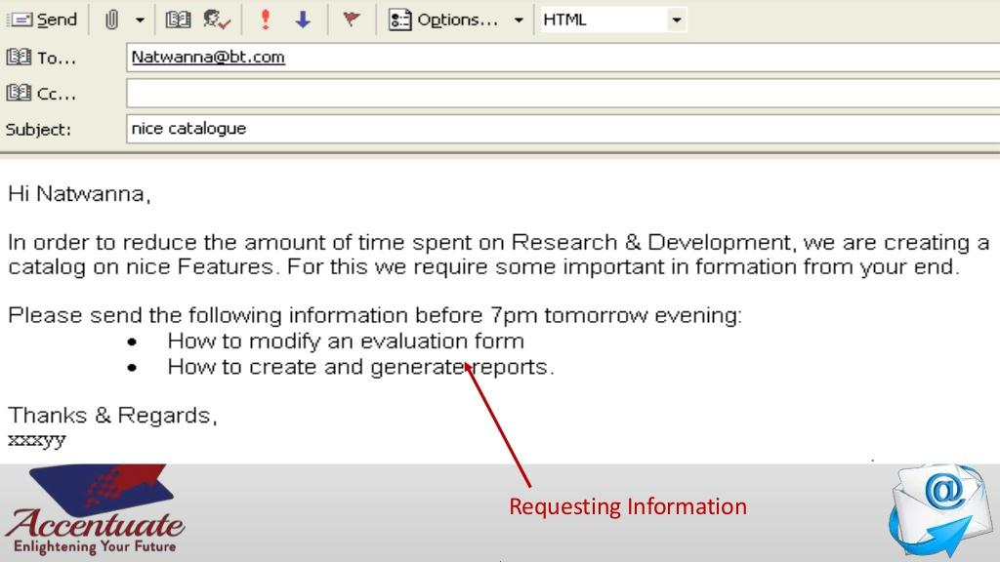 Send Options... HTML
To... Natwanna@bt.com
Cc...
Subject: nice catalogue
Hi Natwanna,
In order to reduce the amount of time spent on Research & Development, we are creating a
catalog on nice Features. For this we require some important in formation from your end.
Please send the following information before 7pm tomorrow evening:
• How to modify an evaluation form
• How to create and generate reports.
Thanks & Regards,
xxxyy
Requesting Information
Accentuate
Enlightening Your Future
@